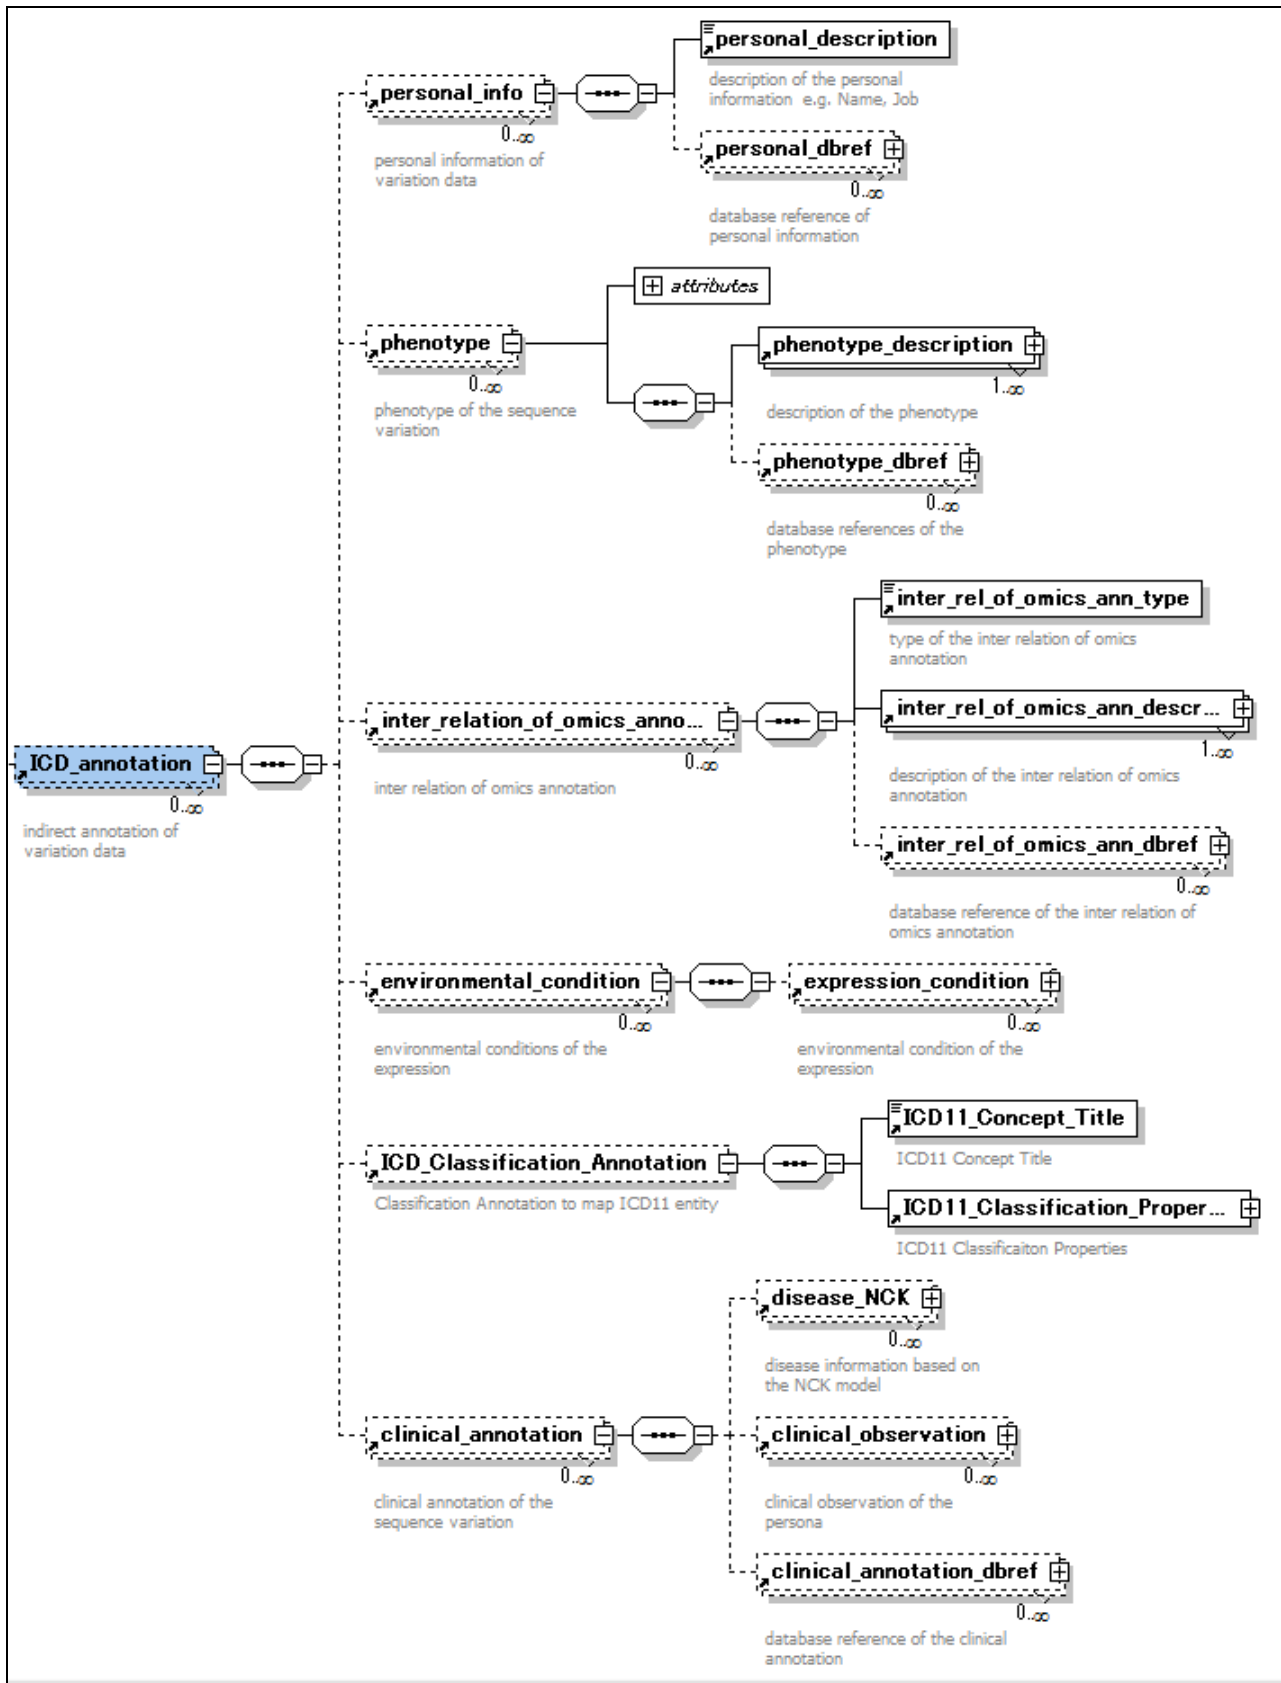 personal_description
description of the personal
information e.g. Name, Job
personal_info
0..∞
personal information of
variation data
personal_dbref
0..∞
database reference of
personal information
attributes
phenotype
0..∞
phenotype of the sequence
variation
phenotype_description
1..∞
description of the phenotype
phenotype_dbref
0..∞
database references of the
phenotype
inter_rel_of_omics_ann_type
type of the inter relation of omics
annotation
inter_relation_of_omics_anno...
0..∞
inter relation of omics annotation
inter_rel_of_omics_ann_descr...
1..∞
description of the inter relation of omics
annotation
ICD_annotation
0..∞
indirect annotation of
variation data
inter_rel_of_omics_ann_dbref
0..∞
database reference of the inter relation of
omics annotation
environmental_condition
0..∞
environmental conditions of the
expression
expression_condition
0..∞
environmental condition of the
expression
ICD11_Concept_Title
ICD11 Concept Title
ICD_Classification_Annotation
Classification Annotation to map ICD11 entity
ICD11_Classification_Proper...
ICD11 Classificaiton Properties
disease_NCK
0..∞
disease information based on
the NCK model
clinical_annotation
0..∞
clinical annotation of the
sequence variation
clinical_observation
0..∞
clinical observation of the
persona
clinical_annotation_dbref
0..∞
database reference of the clinical
annotation